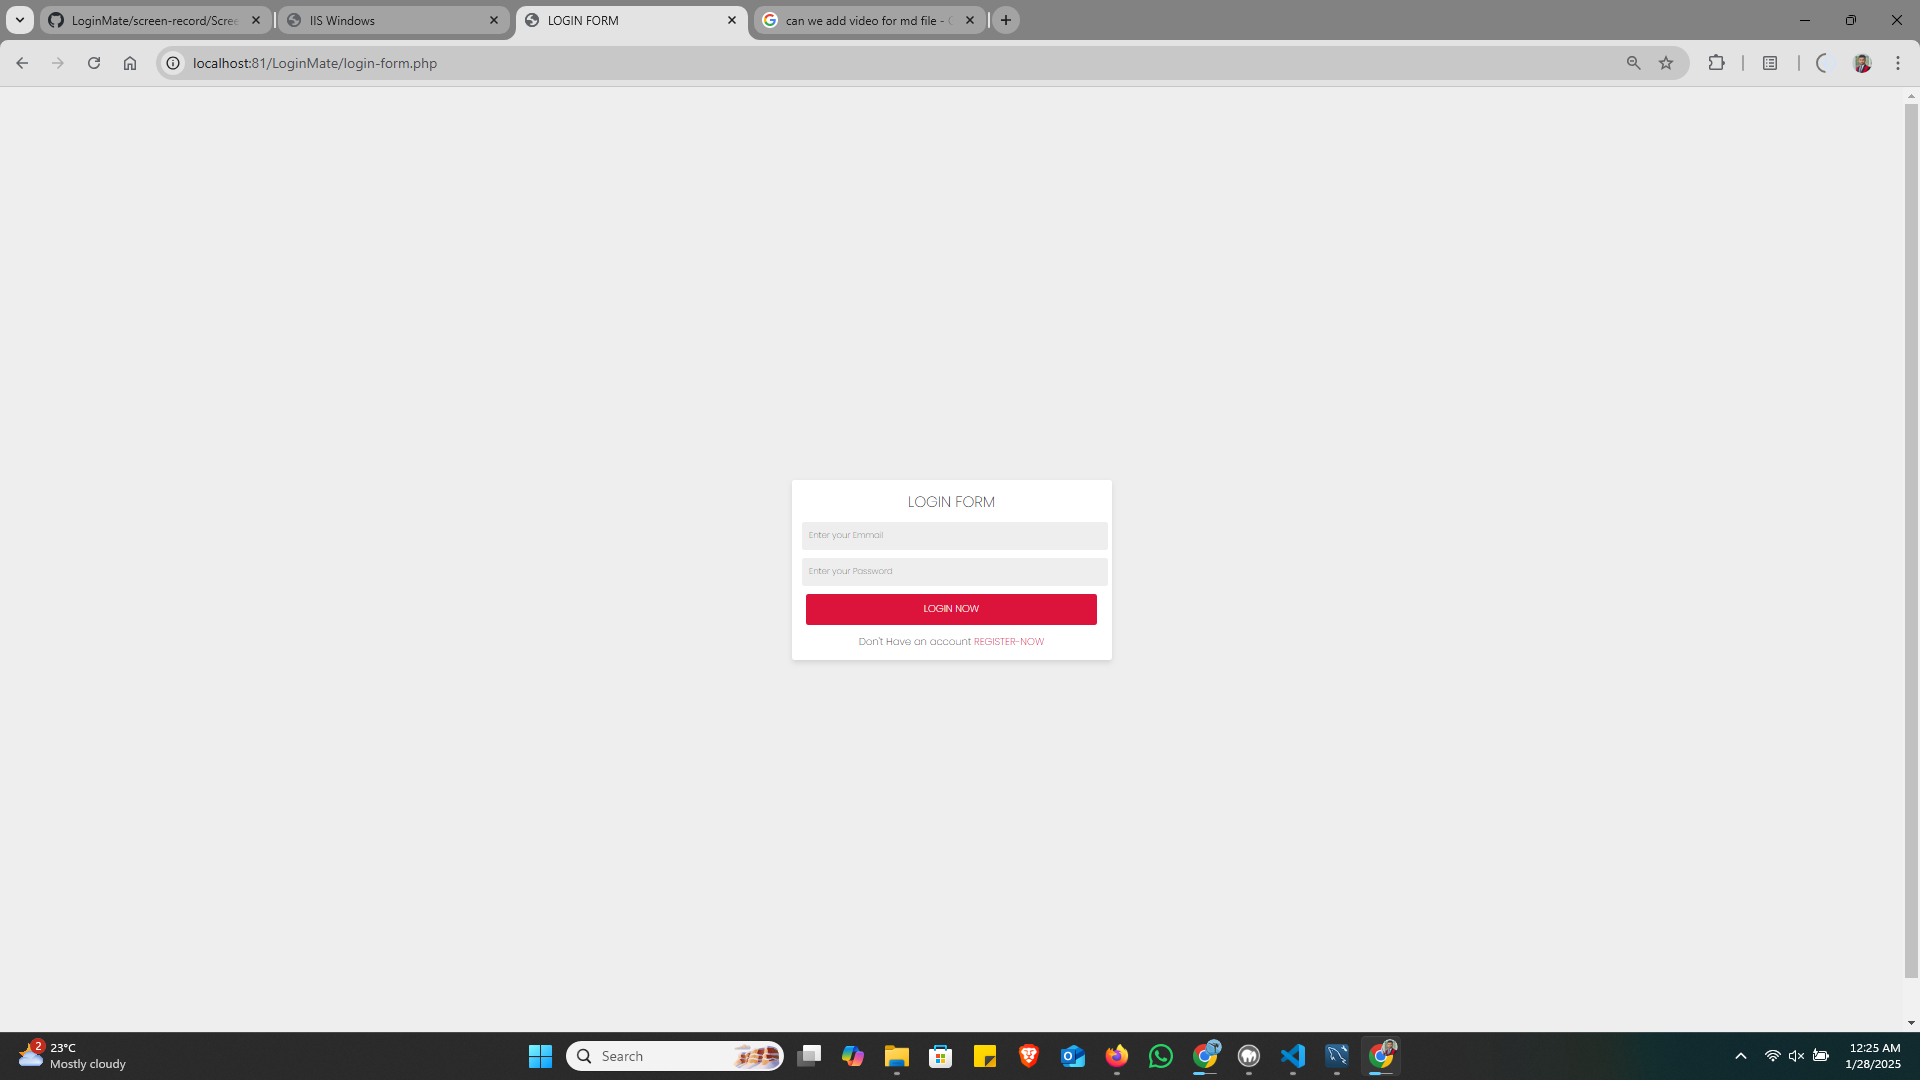 LoginMate/screen-record/Scree
IIS Windows
LOGIN FORM
can we add video for md file - G
localhost:81/LoginMate/login-form.php
LOGIN FORM
Enter your Emmail
Enter your Password
LOGIN NOW
Don't Have an account REGISTER-NOW
2
23°C
Mostly cloudy
Search
12:25 AM
1/28/2025